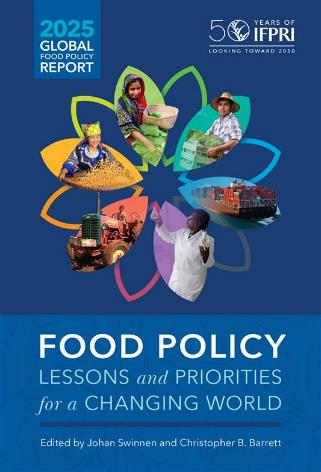 2025
GLOBAL
FOOD POLICY
REPORT
50 YEARS OF
IFPRI
LOOKING TOWARD 2050
FOOD POLICY
LESSONS and PRIORITIES
for a CHANGING WORLD
Edited by Johan Swinnen and Christopher B. Barrett